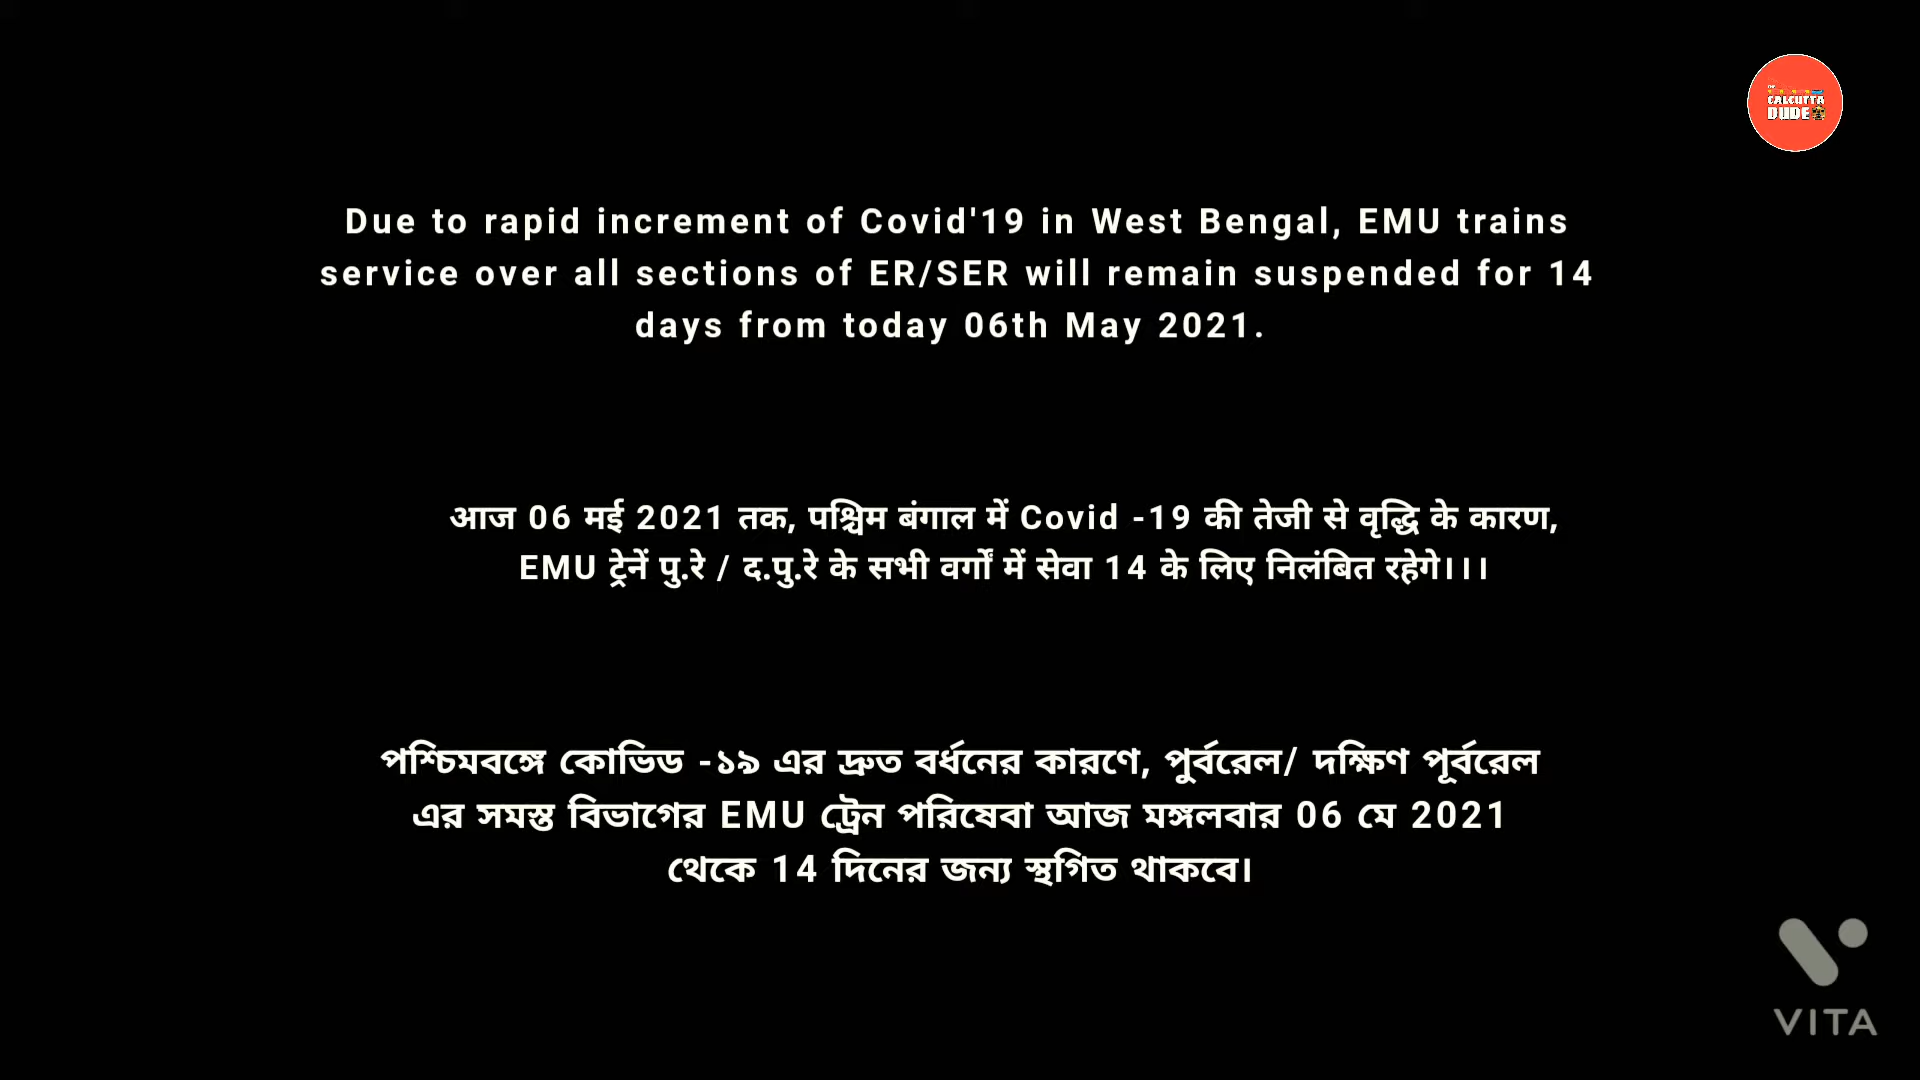 CALCUTTA
DUDE
Due to rapid increment of Covid'19 in West Bengal, EMU trains
service over all sections of ER/SER will remain suspended for 14
days from today 06th May 2021.
आज 06 मई 2021 तक, पश्चिम बंगाल में Covid -19 की तेजी से वृद्धि के कारण,
EMU ट्रेनें पु.रे / द.पु.रे के सभी वर्गों में सेवा 14 के लिए निलंबित रहेगे।।।
পশ্চিমবঙ্গে কোভিড -১৯ এর দ্রুত বর্ধনের কারণে, পুর্বরেল/ দক্ষিণ পূর্বরেল
এর সমস্ত বিভাগের EMU ট্রেন পরিষেবা আজ মঙ্গলবার 06 মে 2021
থেকে 14 দিনের জন্য স্থগিত থাকবে।
VITA